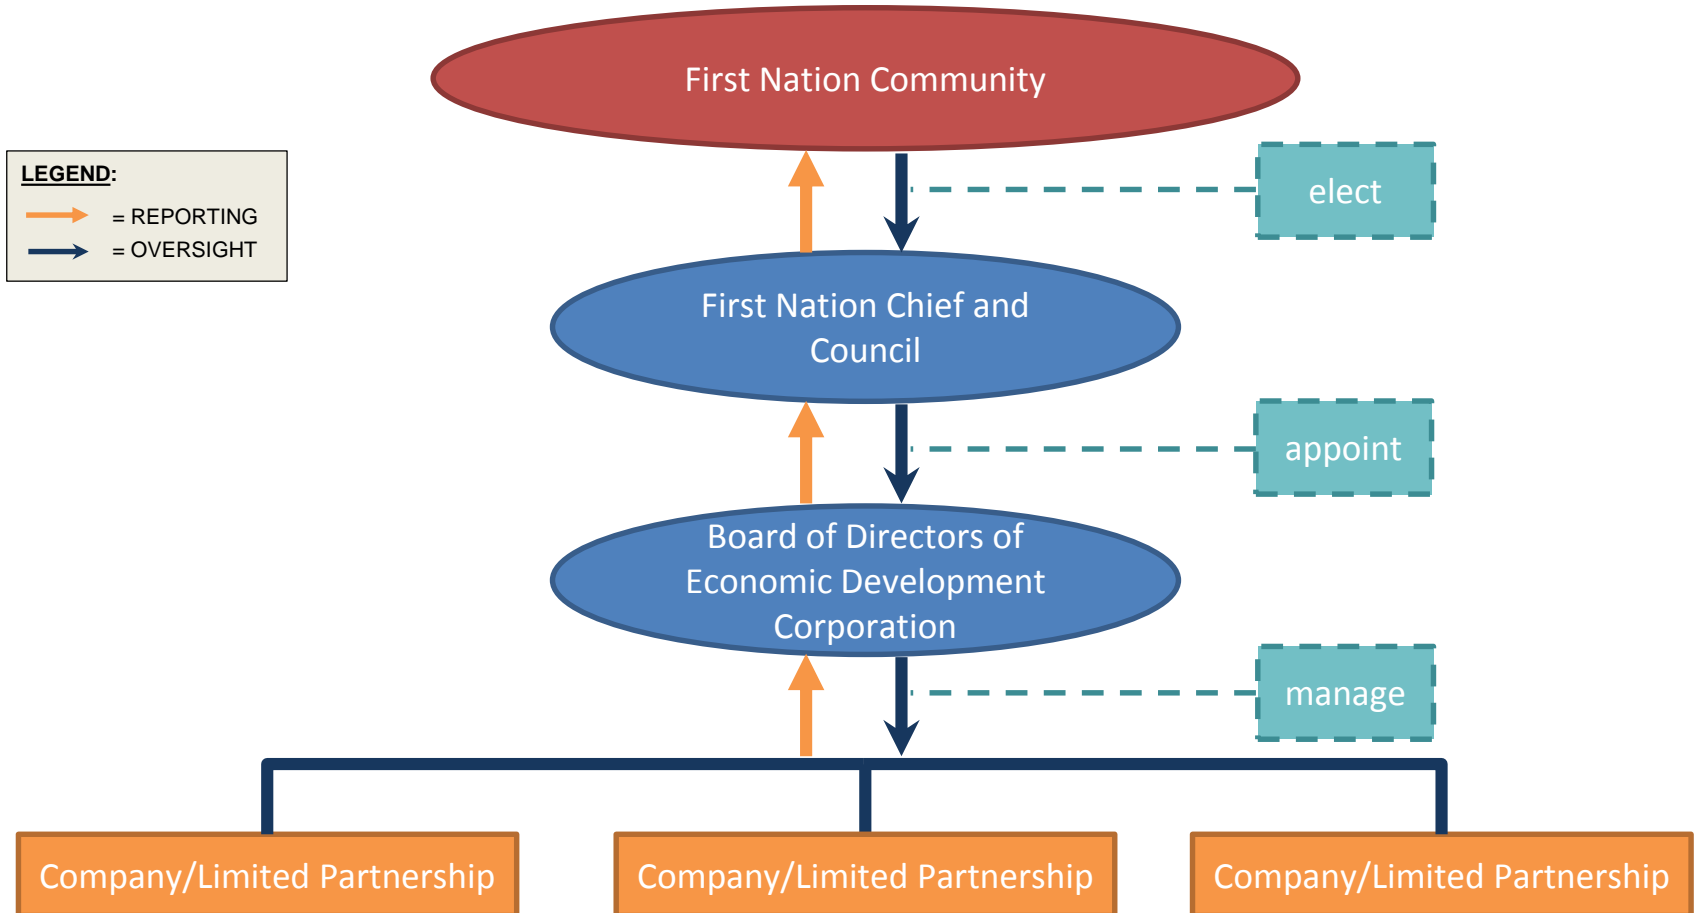 First Nation Community
LEGEND:
= REPORTING
= OVERSIGHT
elect
First Nation Chief and
Council
appoint
Board of Directors of
Economic Development
Corporation
manage
Company/Limited Partnership
Company/Limited Partnership
Company/Limited Partnership